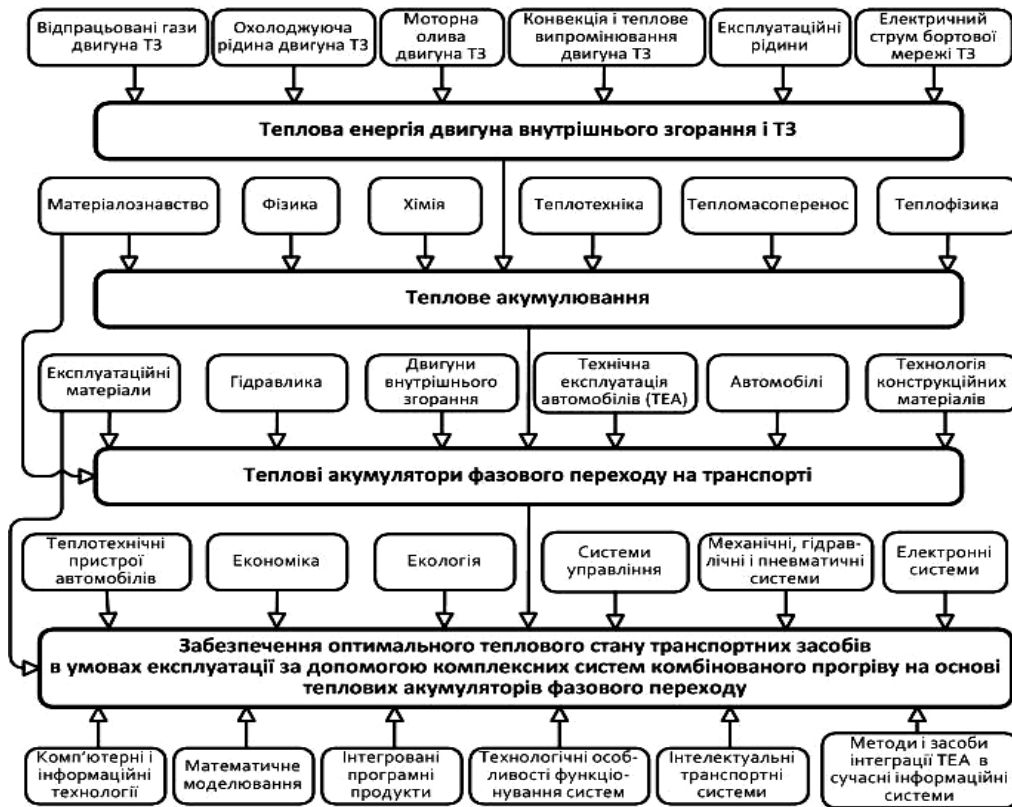 Відпрацьовані гази
двигуна ТЗ
Охолоджуюча
рідина двигуна ТЗ
Моторна
олива
двигуна ТЗ
Конвекція і теплове
випромінювання
двигуна ТЗ
Експлуатаційні
рідини
Електричний
струм бортової
мережі ТЗ
Теплова енергія двигуна внутрішнього згорання і ТЗ
Матеріалознавство
Фізика
Хімія
Теплотехніка
Тепломасоперенос
Теплофізика
Теплове акумулювання
Експлуатаційні
матеріали
Гідравлика
Двигуни
внутрішнього
згорання
Технічна
експлуатація
автомобілів (ТЕА)
Автомобілі
Технологія
конструкційних
матеріалів
Теплові акумулятори фазового переходу на транспорті
Теплотехнічні
пристрої
автомобілів
Економіка
Екологія
Системи
управління
Механічні, гідрав-
лічні і пневматичні
системи
Електронні
системи
Забезпечення оптимального теплового стану транспортних засобів
в умовах експлуатації за допомогою комплексних систем комбінованого прогріву на основі
теплових акумуляторів фазового переходу
Комп’ютерні і
інформаційні
технології
Математичне
моделювання
Інтегровані
програмні
продукти
Технологічні особ-
ливості функціо-
нування систем
Інтелектуальні
транспортні
системи
Методи і засоби
інтеграції ТЕА в
сучасні інформаційні
системи